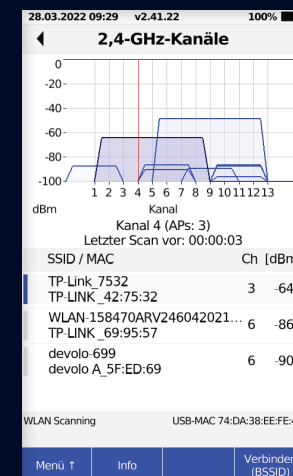 28.03.2022 09:29 v2.41.22 100%
2,4-GHz-Kanäle
0
-20
-40
-60
-80
-100
1 2 3 4 5 6 7 8 9 10 11 12 13
dBm Kanal
Kanal 4 (APs: 3)
Letzter Scan vor: 00:00:03
SSID / MAC Ch [dBm
TP-Link_7532
TP-LINK_42:75:32 3 -64
WLAN-158470ARV246042021... 6 -86
TP-LINK_69:95:57
devolo-699 6 -90
devolo A_5F:ED:69
WLAN Scanning USB-MAC 74:DA:38:EE:FE:
Menü ↑ Info Verbinden
(BSSID)